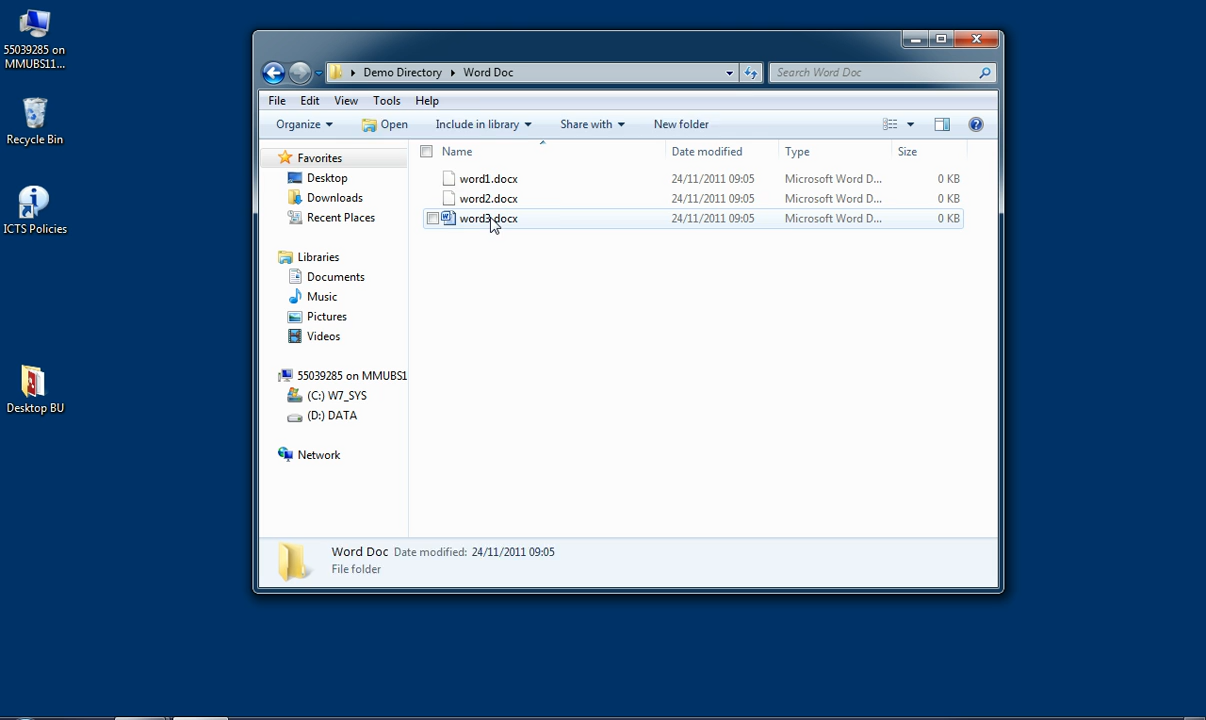 55039285 on
MMUBS11...
Recycle Bin
ICTS Policies
Desktop BU
Demo Directory Word Doc
Search Word Doc
File Edit View Tools Help
Organize Open Include in library Share with New folder
Favorites
Desktop
Downloads
Recent Places
Libraries
Documents
Music
Pictures
Videos
55039285 on MMUBS1
(C:) W7_SYS
(D:) DATA
Network
Name Date modified Type Size
word1.docx 24/11/2011 09:05 Microsoft Word D... 0 KB
word2.docx 24/11/2011 09:05 Microsoft Word D... 0 KB
word3.docx 24/11/2011 09:05 Microsoft Word D... 0 KB
Word Doc Date modified: 24/11/2011 09:05
File folder